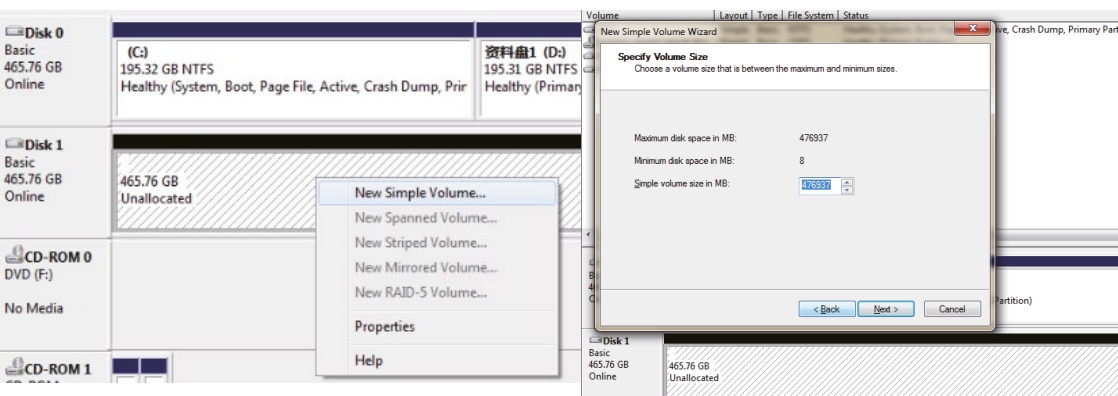 Disk 0
Basic
465.76 GB
Online
(C:)
195.32 GB NTFS
Healthy (System, Boot, Page File, Active, Crash Dump, Prir
资料盘1 (D:)
195.31 GB NTFS
Healthy (Primary
Disk 1
Basic
465.76 GB
Online
465.76 GB
Unallocated
New Simple Volume...
New Spanned Volume...
New Striped Volume...
New Mirrored Volume...
New RAID-5 Volume...
Properties
Help
CD-ROM 0
DVD (F:)
No Media
CD-ROM 1
Volume Layout Type File System Status
New Simple Volume Wizard
ive, Crash Dump, Primary Part
Specify Volume Size
Choose a volume size that is between the maximum and minimum sizes.
Maximum disk space in MB: 476937
Minimum disk space in MB: 8
Simple volume size in MB: 476937
< Back Next > Cancel
Partition)
Disk 1
Basic
465.76 GB
Online
465.76 GB
Unallocated